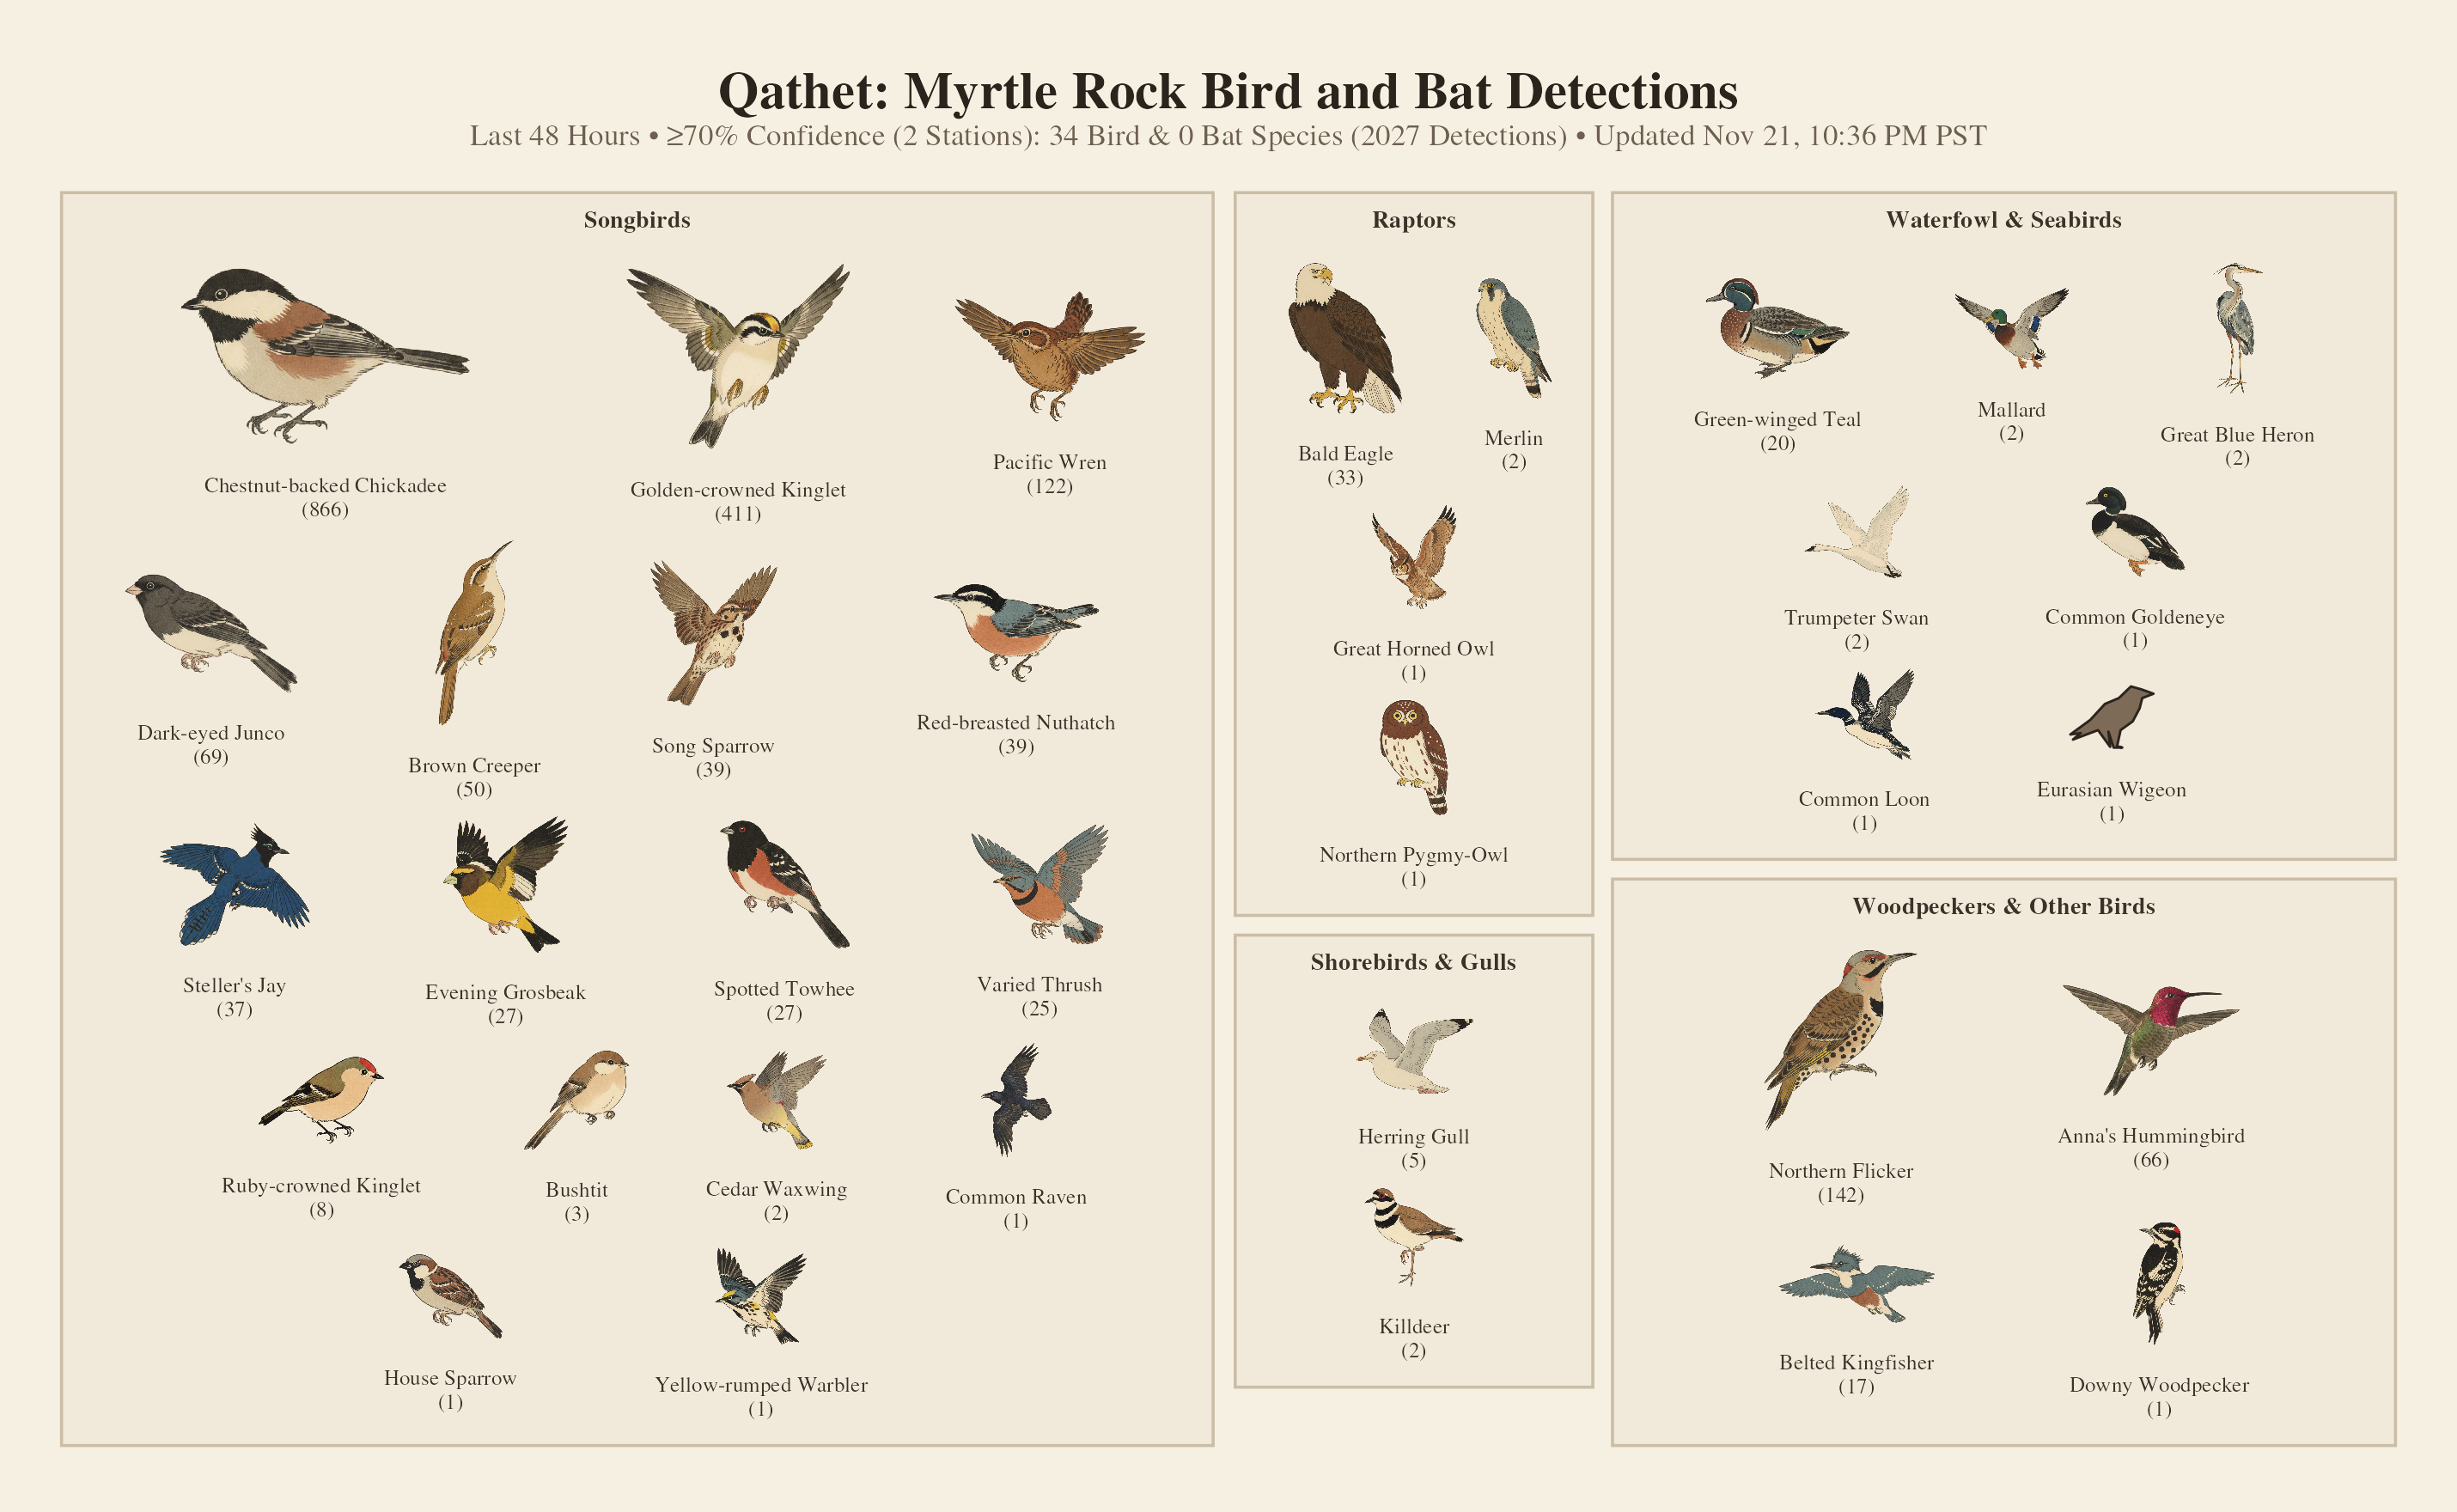 Qathet: Myrtle Rock Bird and Bat Detections
Last 48 Hours • ≥70% Confidence (2 Stations): 34 Bird & 0 Bat Species (2027 Detections) • Updated Nov 21, 10:36 PM PST
Songbirds
Chestnut-backed Chickadee
(866)
Golden-crowned Kinglet
(411)
Pacific Wren
(122)
Dark-eyed Junco
(69)
Brown Creeper
(50)
Song Sparrow
(39)
Red-breasted Nuthatch
(39)
Steller's Jay
(37)
Evening Grosbeak
(27)
Spotted Towhee
(27)
Varied Thrush
(25)
Ruby-crowned Kinglet
(8)
Bushtit
(3)
Cedar Waxwing
(2)
Common Raven
(1)
House Sparrow
(1)
Yellow-rumped Warbler
(1)
Raptors
Bald Eagle
(33)
Merlin
(2)
Great Horned Owl
(1)
Northern Pygmy-Owl
(1)
Shorebirds & Gulls
Herring Gull
(5)
Killdeer
(2)
Waterfowl & Seabirds
Green-winged Teal
(20)
Mallard
(2)
Great Blue Heron
(2)
Trumpeter Swan
(2)
Common Goldeneye
(1)
Common Loon
(1)
Eurasian Wigeon
(1)
Woodpeckers & Other Birds
Northern Flicker
(142)
Anna's Hummingbird
(66)
Belted Kingfisher
(17)
Downy Woodpecker
(1)